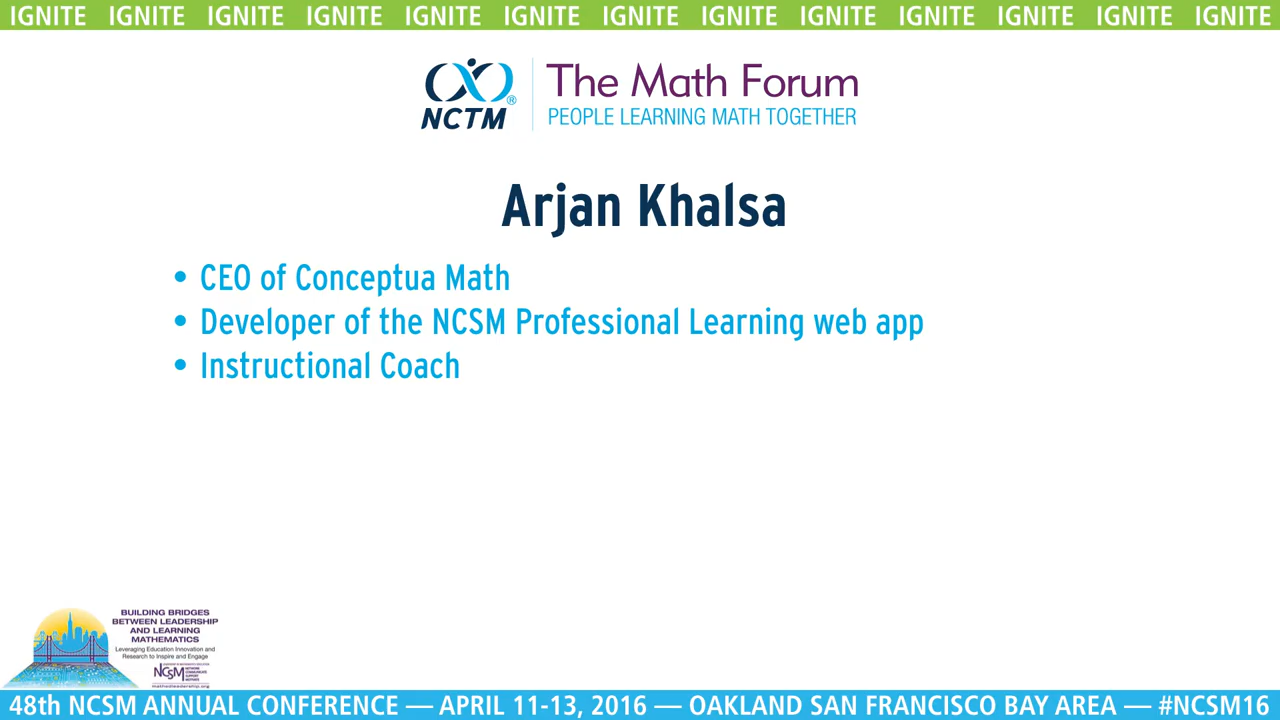 IGNITE IGNITE IGNITE IGNITE IGNITE IGNITE IGNITE IGNITE IGNITE IGNITE IGNITE IGNITE IGNITE
NCTM®
The Math Forum
PEOPLE LEARNING MATH TOGETHER
Arjan Khalsa
• CEO of Conceptua Math
• Developer of the NCSM Professional Learning web app
• Instructional Coach
BUILDING BRIDGES
BETWEEN LEADERSHIP
AND LEARNING
MATHEMATICS
Leveraging Education Innovation and
Research to Inspire and Engage
NCSM
mathedleadership.org
48th NCSM ANNUAL CONFERENCE — APRIL 11-13, 2016 — OAKLAND SAN FRANCISCO BAY AREA — #NCSM16